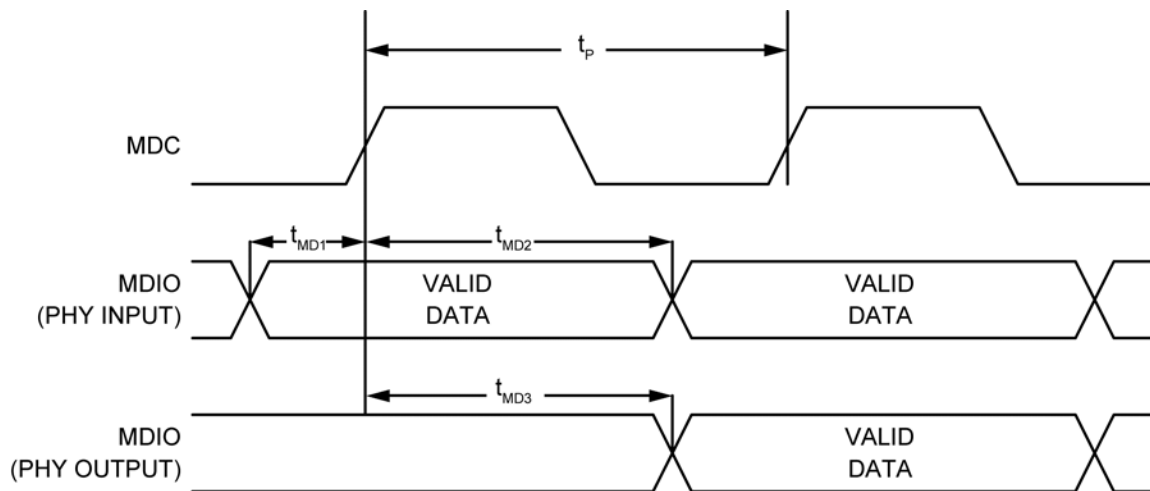 tP
MDC
tMD1
tMD2
MDIO
(PHY INPUT)
VALID
DATA
VALID
DATA
tMD3
MDIO
(PHY OUTPUT)
VALID
DATA